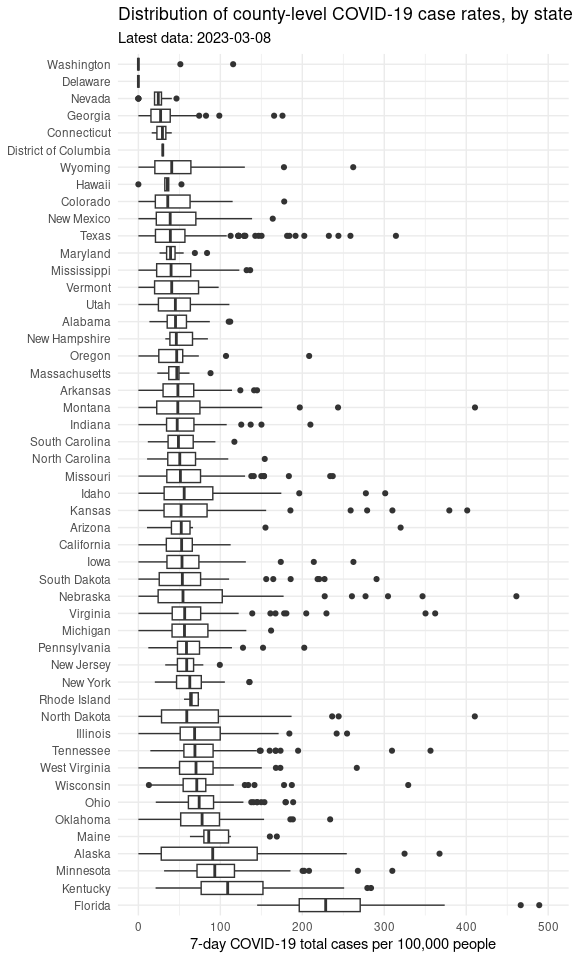 Distribution of county-level COVID-19 case rates, by state
Latest data: 2023-03-08
Washington
Delaware
Nevada
Georgia
Connecticut
District of Columbia
Wyoming
Hawaii
Colorado
New Mexico
Texas
Maryland
Mississippi
Vermont
Utah
Alabama
New Hampshire
Oregon
Massachusetts
Arkansas
Montana
Indiana
South Carolina
North Carolina
Missouri
Idaho
Kansas
Arizona
California
Iowa
South Dakota
Nebraska
Virginia
Michigan
Pennsylvania
New Jersey
New York
Rhode Island
North Dakota
Illinois
Tennessee
West Virginia
Wisconsin
Ohio
Oklahoma
Maine
Alaska
Minnesota
Kentucky
Florida
0 100 200 300 400 500
7-day COVID-19 total cases per 100,000 people